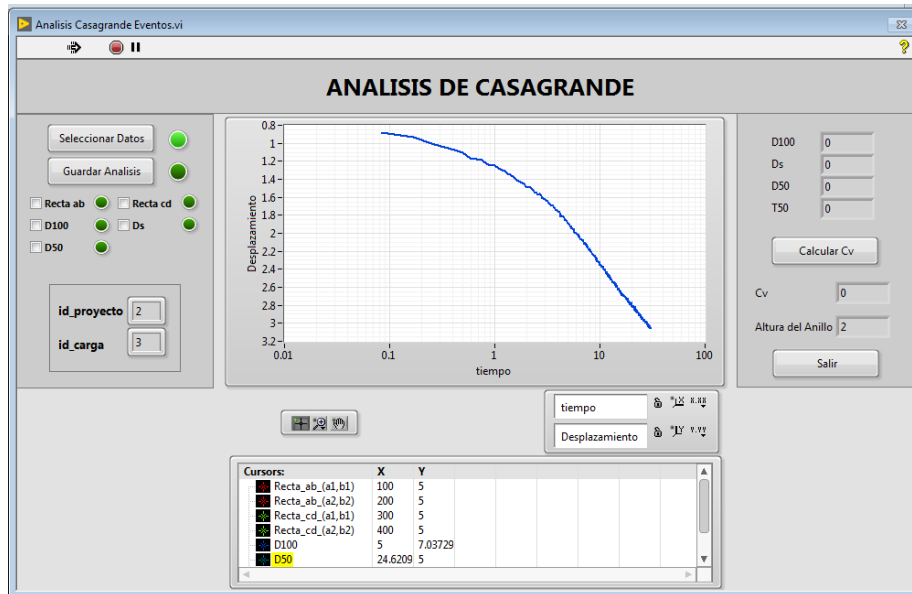 Analisis Casagrande Eventos.vi
ANALISIS DE CASAGRANDE
Seleccionar Datos
Guardar Analisis
Recta ab Recta cd
D100 Ds
D50
id_proyecto 2
id_carga 3
Desplazamiento
0.8
1
1.2
1.4
1.6
1.8
2
2.2
2.4
2.6
2.8
3
3.2
0.01 0.1 1 10 100
tiempo
D100 0
Ds 0
D50 0
T50 0
Calcular Cv
Cv 0
Altura del Anillo 2
Salir
tiempo X X.XX
Desplazamiento Y Y.YY
Cursors: X Y
Recta_ab_(a1,b1) 100 5
Recta_ab_(a2,b2) 200 5
Recta_cd_(a1,b1) 300 5
Recta_cd_(a2,b2) 400 5
D100 5 7.03729
D50 24.6209 5